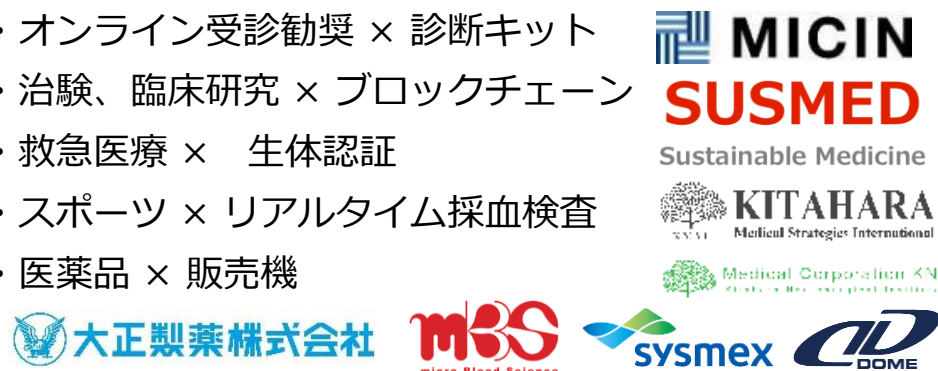 ・オンライン受診勧奨 × 診断キット
・治験、臨床研究 × ブロックチェーン
・救急医療 ×　生体認証
・スポーツ × リアルタイム採血検査
・医薬品 × 販売機
MICIN
SUSMED
Sustainable Medicine
KITAHARA
Medical Strategies International
KMSI
Medical Corporation KN
大正製薬株式会社
MBS
micro Blood Science
sysmex
DOME